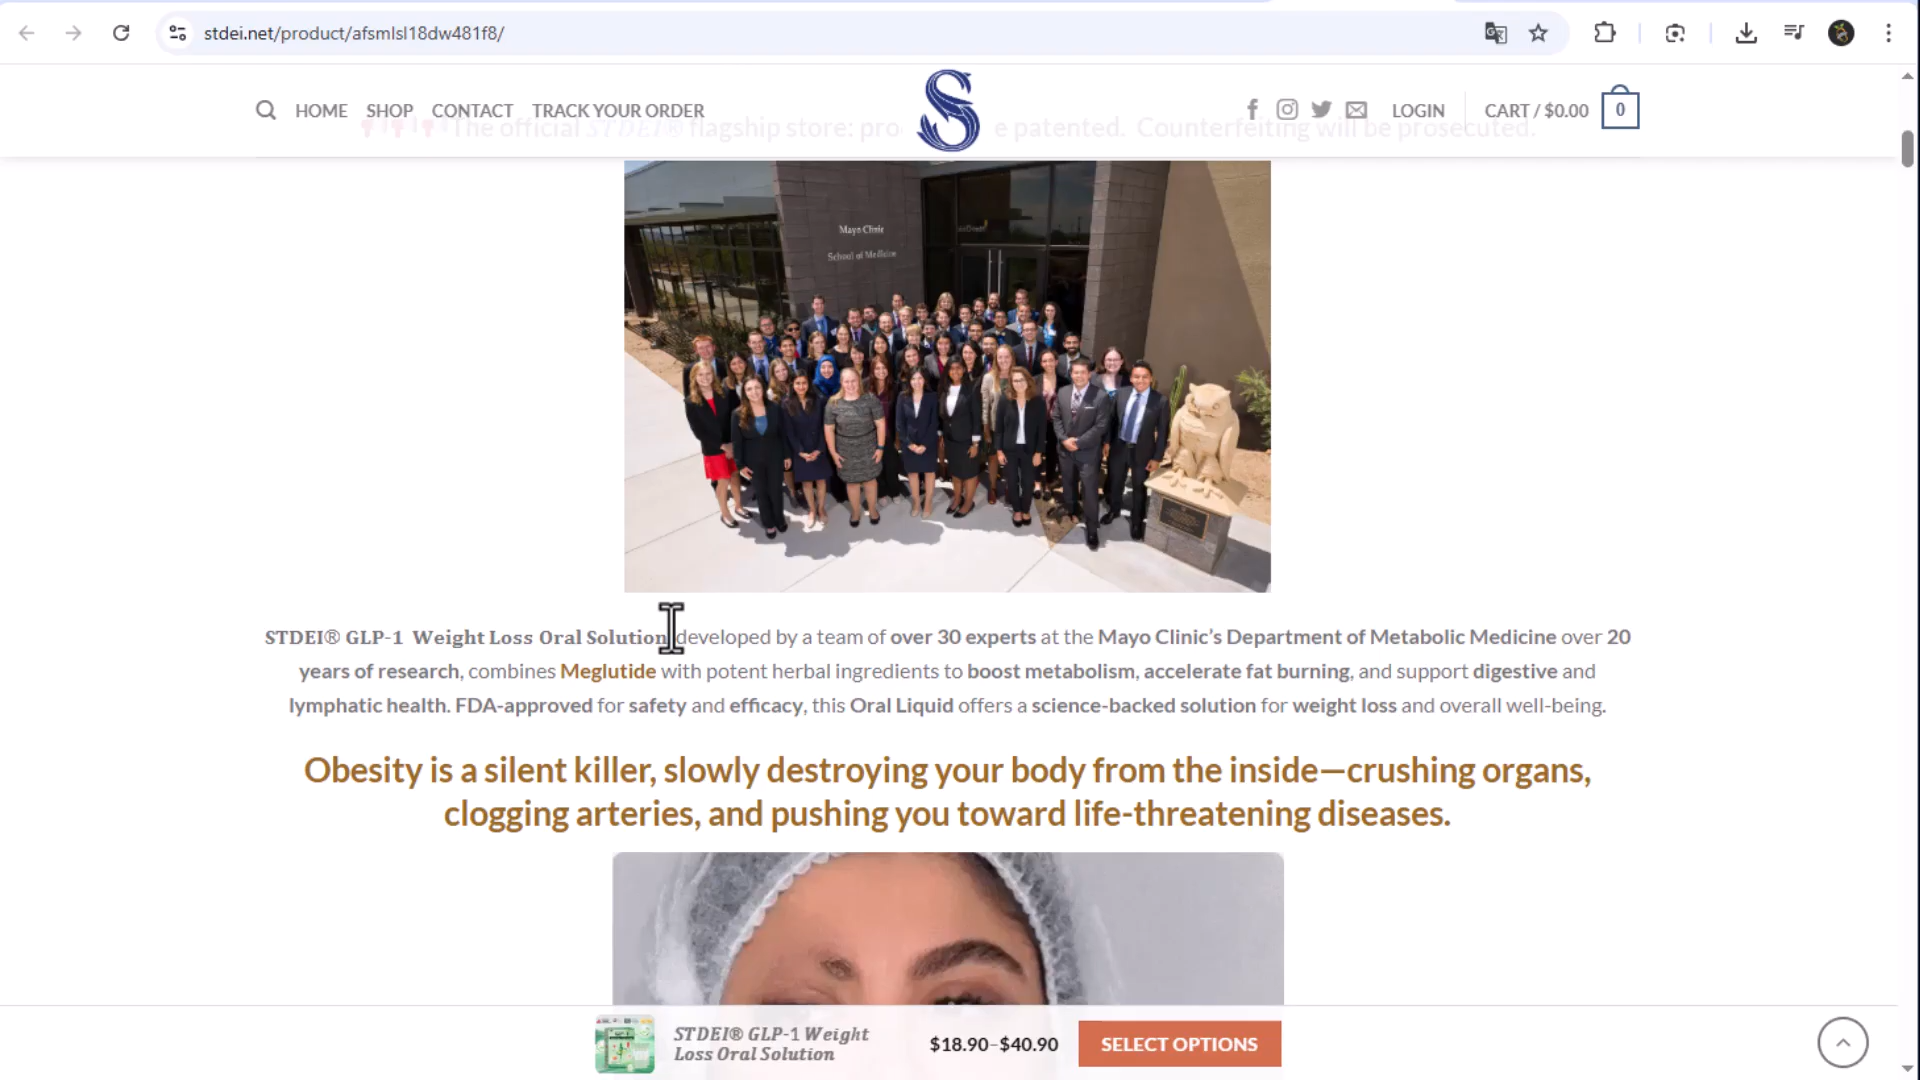 stdei.net/product/afsmlsl18dw481f8/
HOME SHOP CONTACT TRACK YOUR ORDER
LOGIN CART / $0.00 0
The official STDEI® flagship store: pro e patented. Counterfeiting will be prosecuted.
Mayo Clinic
School of Medicine
STDEI® GLP-1 Weight Loss Oral Solution, developed by a team of over 30 experts at the Mayo Clinic’s Department of Metabolic Medicine over 20
years of research, combines Meglutide with potent herbal ingredients to boost metabolism, accelerate fat burning, and support digestive and
lymphatic health. FDA-approved for safety and efficacy, this Oral Liquid offers a science-backed solution for weight loss and overall well-being.
Obesity is a silent killer, slowly destroying your body from the inside—crushing organs,
clogging arteries, and pushing you toward life-threatening diseases.
STDEI® GLP-1 Weight
Loss Oral Solution
$18.90–$40.90
SELECT OPTIONS